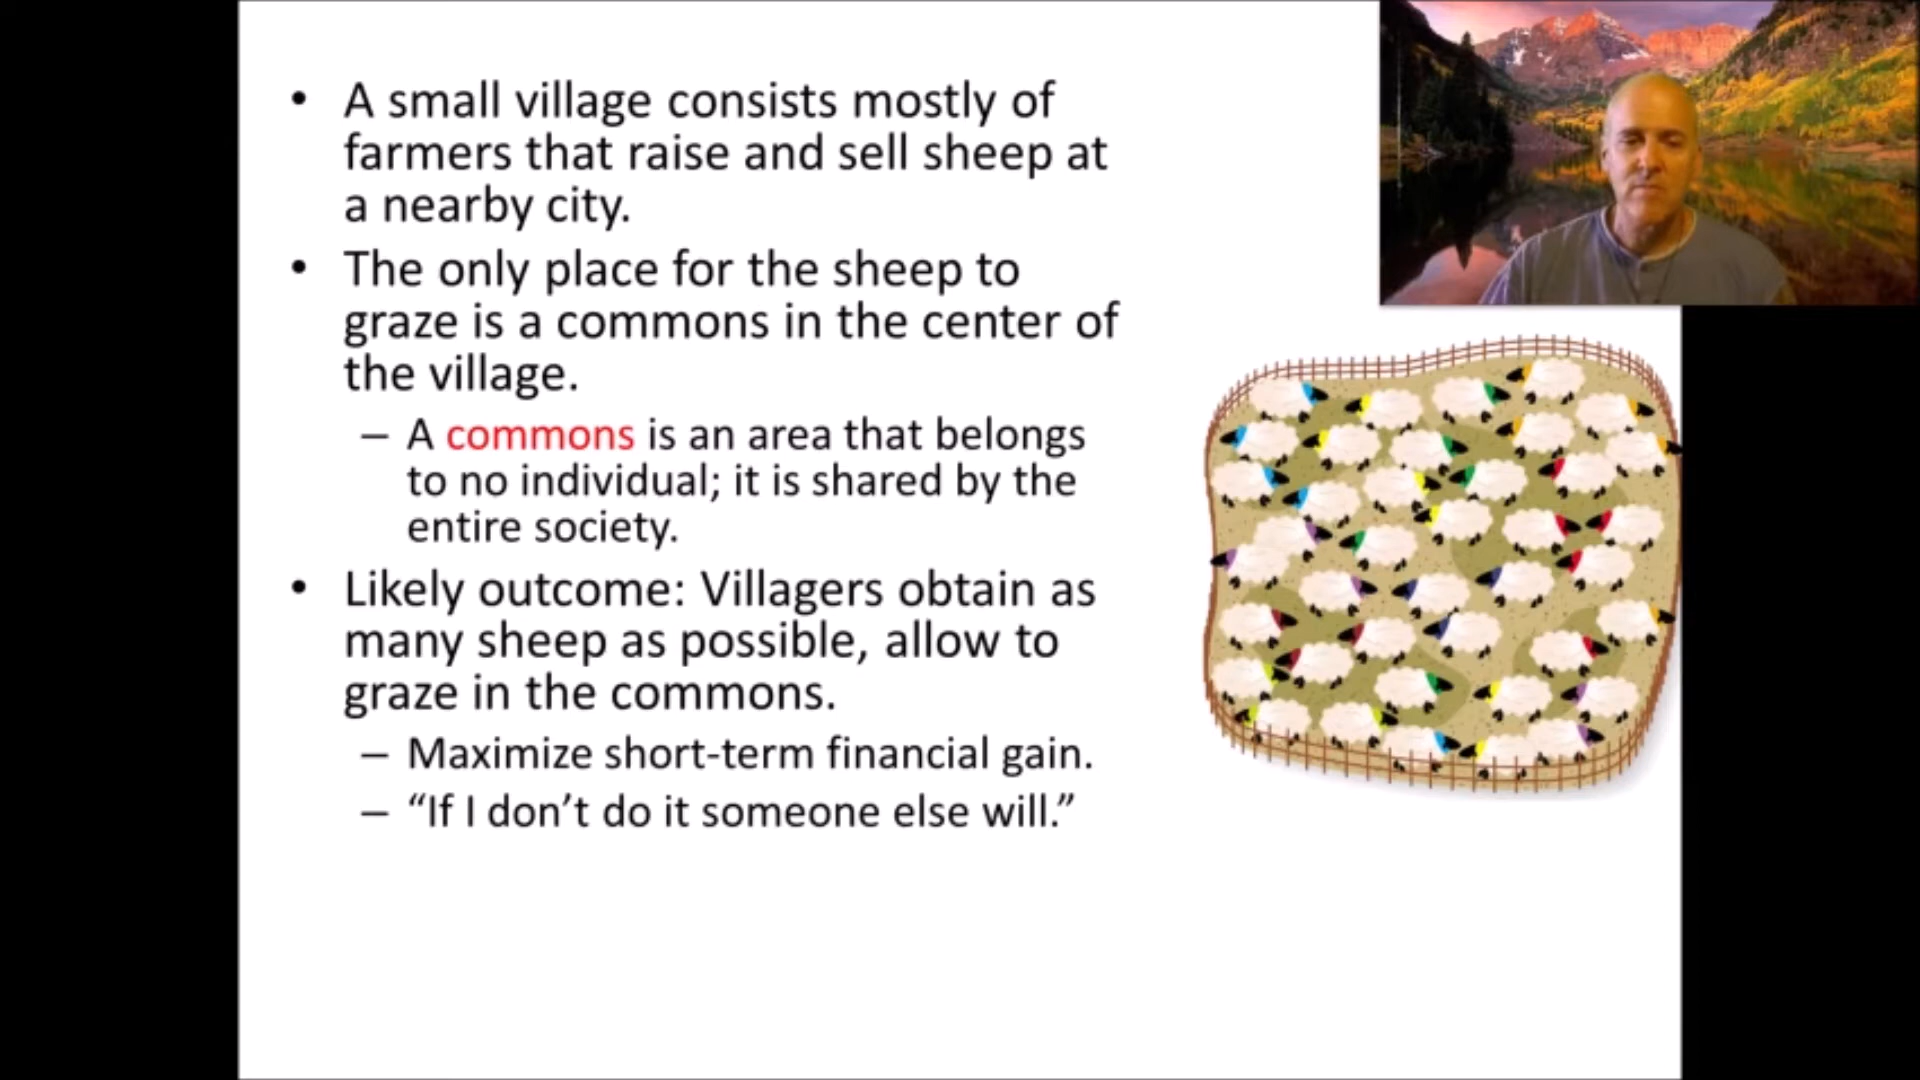 • A small village consists mostly of
farmers that raise and sell sheep at
a nearby city.
• The only place for the sheep to
graze is a commons in the center of
the village.
– A commons is an area that belongs
to no individual; it is shared by the
entire society.
• Likely outcome: Villagers obtain as
many sheep as possible, allow to
graze in the commons.
– Maximize short-term financial gain.
– “If I don’t do it someone else will.”